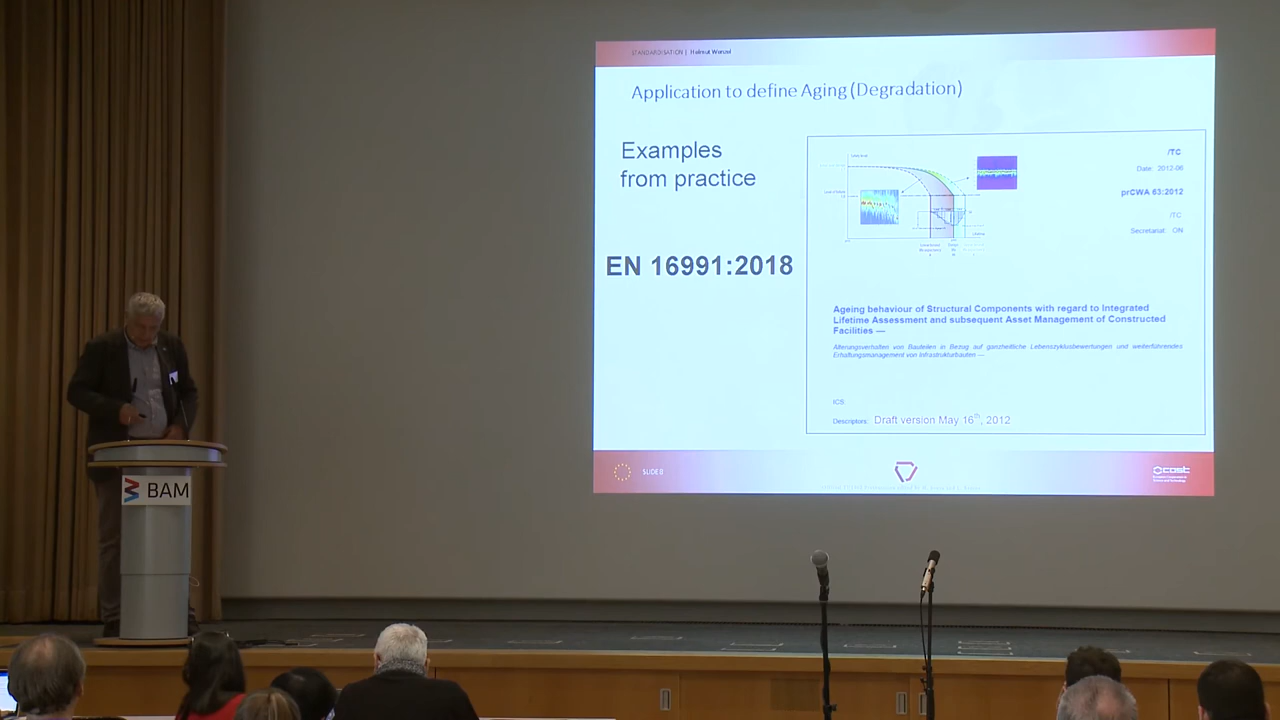 STANDARDISATION | Helmut Wenzel
Application to define Aging (Degradation)
Examples
from practice
EN 16991:2018
/TC
Date: 2012-06
prCWA 63:2012
/TC
Secretariat: ON
Ageing behaviour of Structural Components with regard to Integrated
Lifetime Assessment and subsequent Asset Management of Constructed
Facilities —
Alterungsverhalten von Bauteilen in Bezug auf ganzheitliche Lebenszyklusbewertungen und weiterführendes
Erhaltungsmanagement von Infrastrukturbauten —
ICS:
Descriptors: Draft version May 16th, 2012
SLIDE 8
cost
BAM